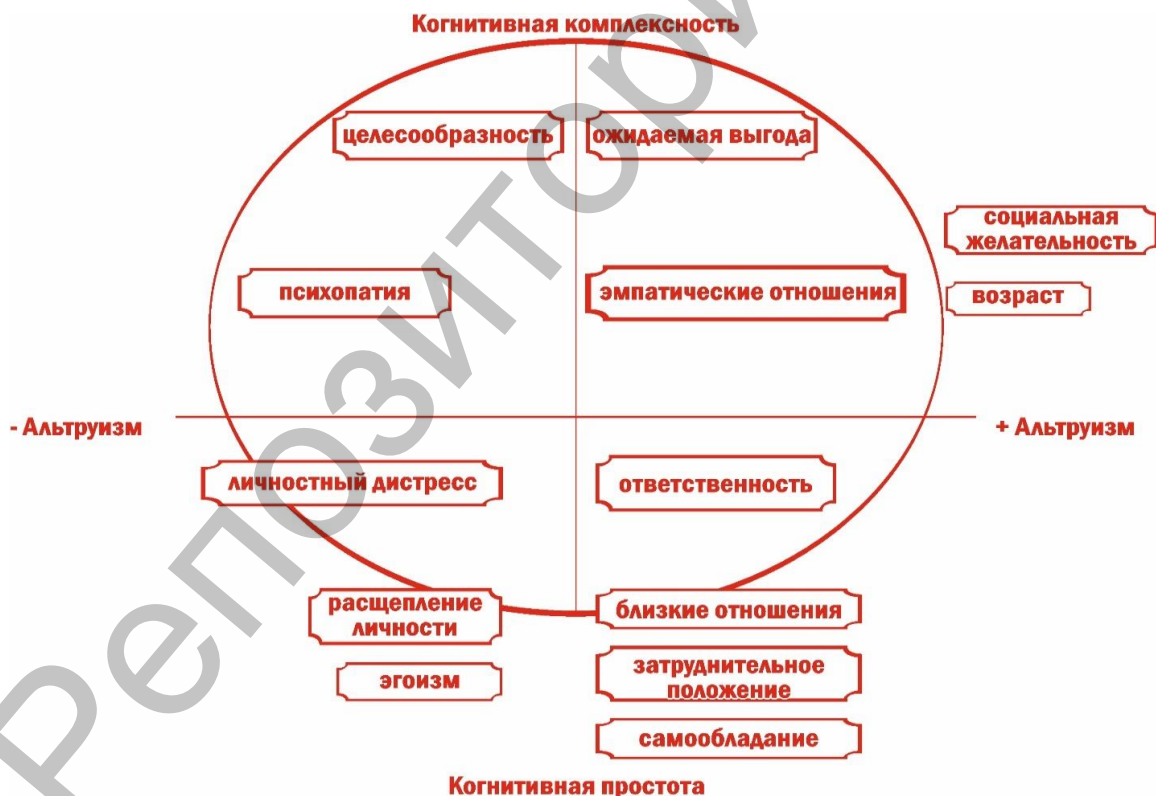 Когнитивная комплексность
целесообразность
ожидаемая выгода
социальная
желательность
психопатия
эмпатические отношения
возраст
- Альтруизм
+ Альтруизм
личностный дистресс
ответственность
расщепление
личности
близкие отношения
эгоизм
затруднительное
положение
самообладание
Когнитивная простота